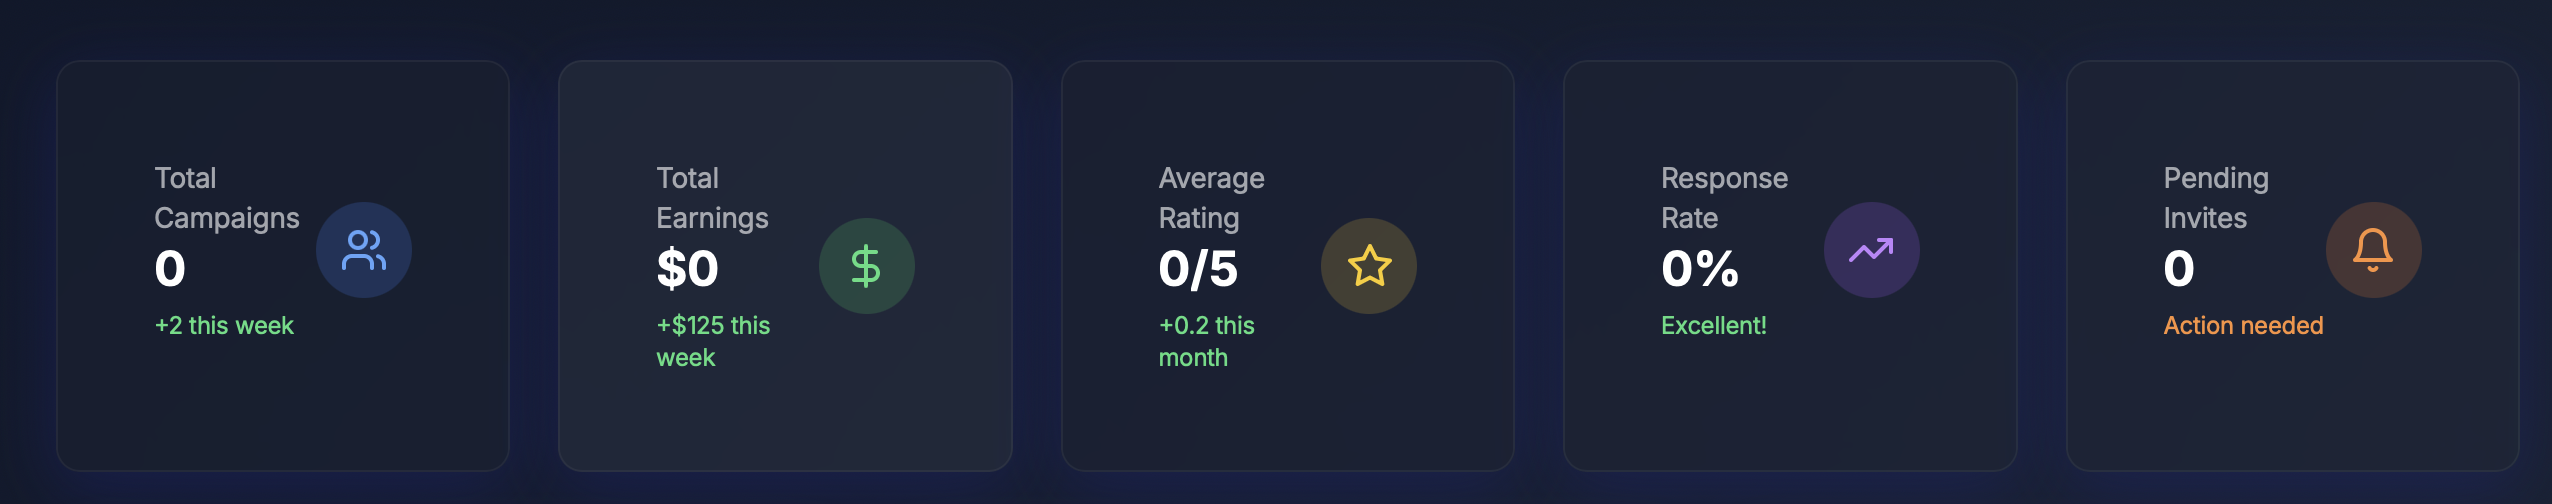 Total
Campaigns
0
+2 this week
Total
Earnings
$0
+$125 this
week
Average
Rating
0/5
+0.2 this
month
Response
Rate
0%
Excellent!
Pending
Invites
0
Action needed